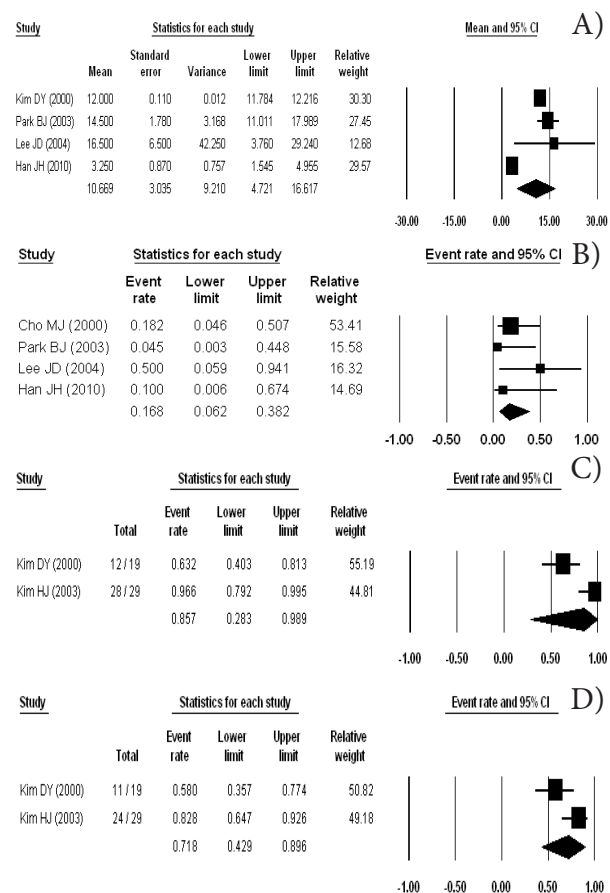 Study Statistics for each study Mean and 95% CI A)
Standard Lower Upper Relative
Mean error Variance limit limit weight
Kim DY (2000) 12.000 0.110 0.012 11.784 12.216 30.30
Park BJ (2003) 14.500 1.780 3.168 11.011 17.989 27.45
Lee JD (2004) 16.500 6.500 42.250 3.760 29.240 12.68
Han JH (2010) 3.250 0.870 0.757 1.545 4.955 29.57
10.669 3.035 9.210 4.721 16.617
-30.00 -15.00 0.00 15.00 30.00
Study Statistics for each study Event rate and 95% CI B)
Event Lower Upper Relative
rate limit limit weight
Cho MJ (2000) 0.182 0.046 0.507 53.41
Park BJ (2003) 0.045 0.003 0.448 15.58
Lee JD (2004) 0.500 0.059 0.941 16.32
Han JH (2010) 0.100 0.006 0.674 14.69
0.168 0.062 0.382
-1.00 -0.50 0.00 0.50 1.00
C)
Study Statistics for each study Event rate and 95% CI
Event Lower Upper Relative
Total rate limit limit weight
Kim DY (2000) 12 / 19 0.632 0.403 0.813 55.19
Kim HJ (2003) 28 / 29 0.966 0.792 0.995 44.81
0.857 0.283 0.989
-1.00 -0.50 0.00 0.50 1.00
Study Statistics for each study Event rate and 95% CI D)
Event Lower Upper Relative
Total rate limit limit weight
Kim DY (2000) 11 / 19 0.580 0.357 0.774 50.82
Kim HJ (2003) 24 / 29 0.828 0.647 0.926 49.18
0.718 0.429 0.896
-1.00 -0.50 0.00 0.50 1.00